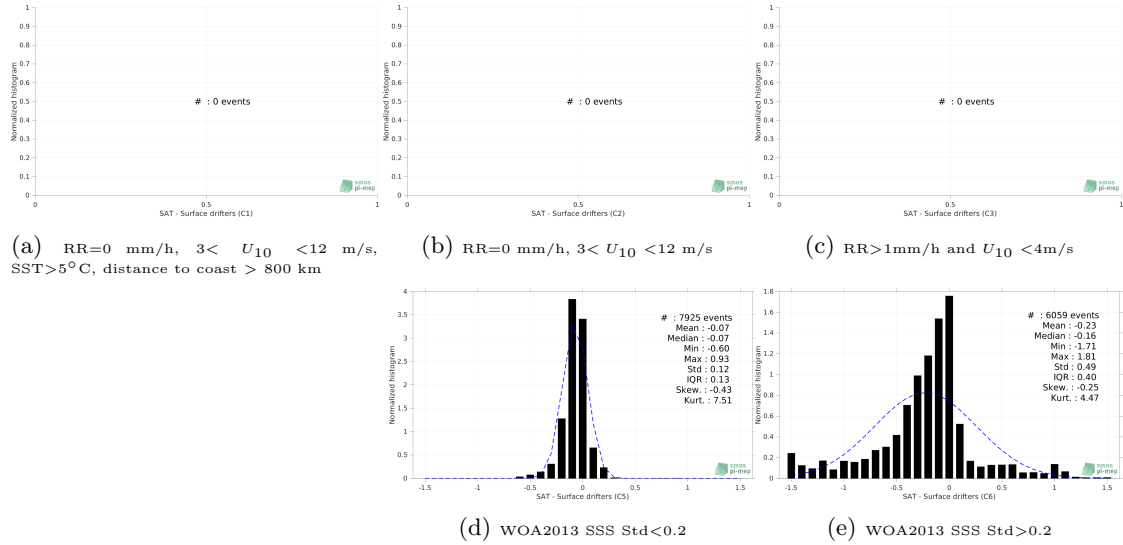 1
0.9
0.8
0.7
0.6
0.5
0.4
0.3
0.2
0.1
0
Normalized histogram
# : 0 events
smos
pi-mep
0 0.5 1
SAT - Surface drifters (C1)
1
0.9
0.8
0.7
0.6
0.5
0.4
0.3
0.2
0.1
0
Normalized histogram
# : 0 events
smos
pi-mep
0 0.5 1
SAT - Surface drifters (C2)
1
0.9
0.8
0.7
0.6
0.5
0.4
0.3
0.2
0.1
0
Normalized histogram
# : 0 events
smos
pi-mep
0 0.5 1
SAT - Surface drifters (C3)
(a) RR=0 mm/h, 3< U10 <12 m/s,
SST>5°C, distance to coast > 800 km
(b) RR=0 mm/h, 3< U10 <12 m/s
(c) RR>1mm/h and U10 <4m/s
4
3.5
3
2.5
2
1.5
1
0.5
0
Normalized histogram
# : 7925 events
Mean : -0.07
Median : -0.07
Min : -0.60
Max : 0.93
Std : 0.12
IQR : 0.13
Skew. : -0.43
Kurt. : 7.51
smos
pi-mep
-1.5 -1 -0.5 0 0.5 1 1.5
SAT - Surface drifters (C5)
1.8
1.6
1.4
1.2
1
0.8
0.6
0.4
0.2
0
Normalized histogram
# : 6059 events
Mean : -0.23
Median : -0.16
Min : -1.71
Max : 1.81
Std : 0.49
IQR : 0.40
Skew. : -0.25
Kurt. : 4.47
smos
pi-mep
-1.5 -1 -0.5 0 0.5 1 1.5
SAT - Surface drifters (C6)
(d) WOA2013 SSS Std<0.2
(e) WOA2013 SSS Std>0.2